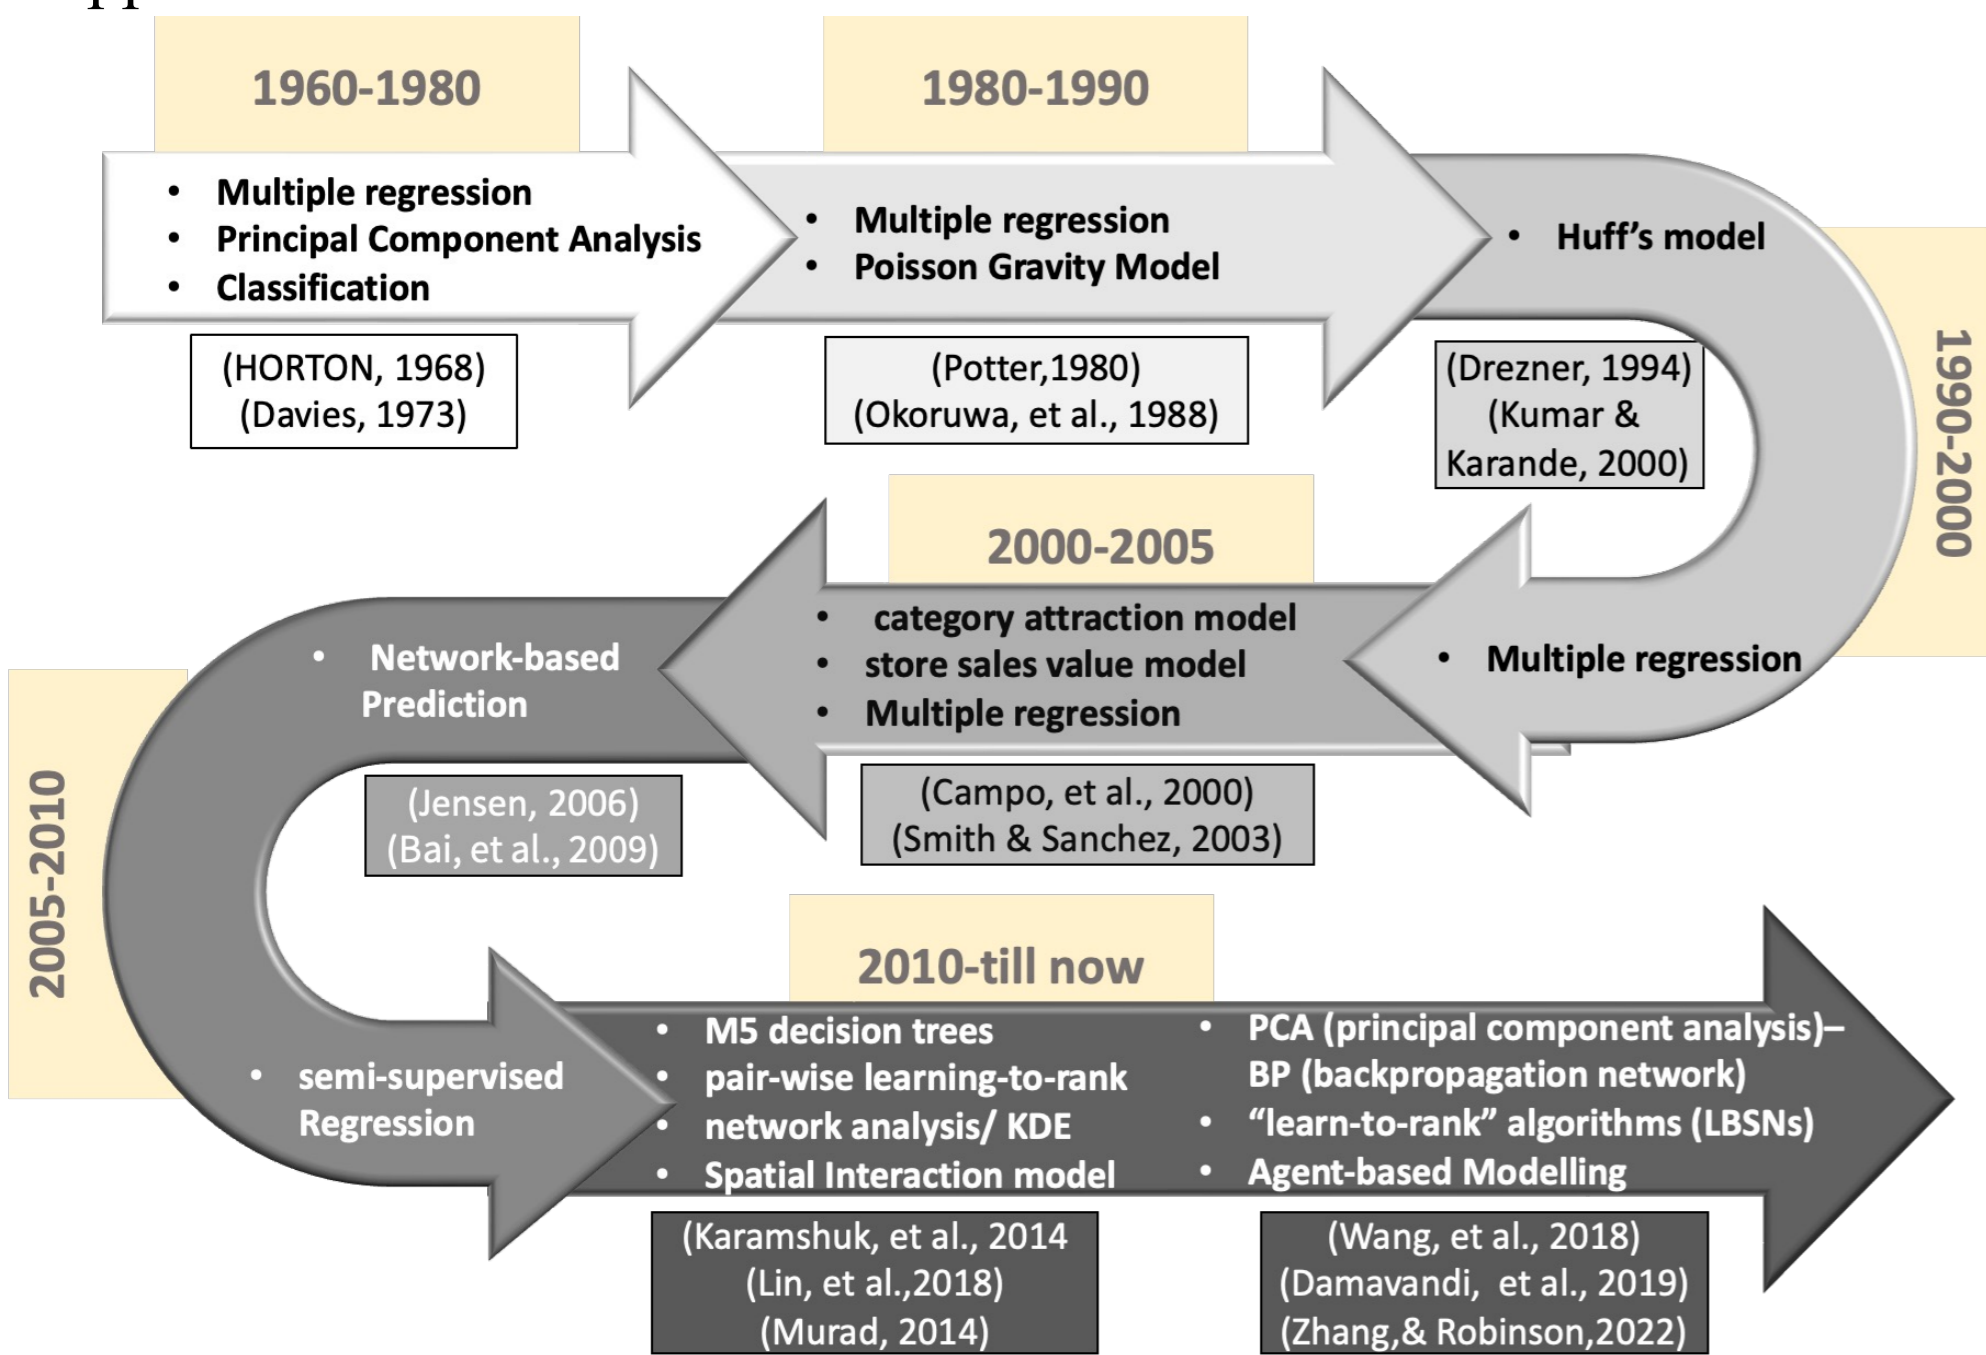 1960-1980
• Multiple regression
• Principal Component Analysis
• Classification
(HORTON, 1968)
(Davies, 1973)
1980-1990
• Multiple regression
• Poisson Gravity Model
(Potter,1980)
(Okoruwa, et al., 1988)
1990-2000
• Huff’s model
(Drezner, 1994)
(Kumar &
Karande, 2000)
• Multiple regression
2000-2005
• category attraction model
• store sales value model
• Multiple regression
(Campo, et al., 2000)
(Smith & Sanchez, 2003)
2005-2010
• Network-based
Prediction
(Jensen, 2006)
(Bai, et al., 2009)
• semi-supervised
Regression
2010-till now
• M5 decision trees
• pair-wise learning-to-rank
• network analysis/ KDE
• Spatial Interaction model
(Karamshuk, et al., 2014
(Lin, et al.,2018)
(Murad, 2014)
• PCA (principal component analysis)–
BP (backpropagation network)
• “learn-to-rank” algorithms (LBSNs)
• Agent-based Modelling
(Wang, et al., 2018)
(Damavandi, et al., 2019)
(Zhang,& Robinson,2022)